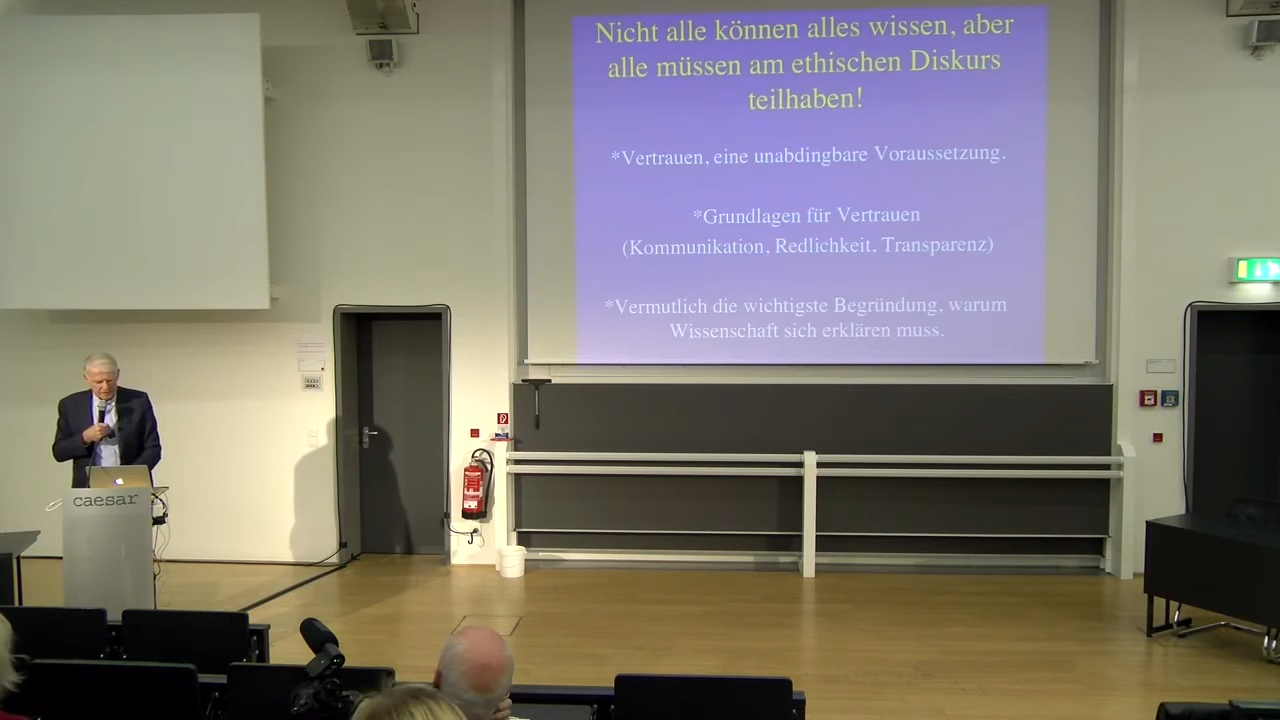 Nicht alle können alles wissen, aber
alle müssen am ethischen Diskurs
teilhaben!
*Vertrauen, eine unabdingbare Voraussetzung.
*Grundlagen für Vertrauen
(Kommunikation, Redlichkeit, Transparenz)
*Vermutlich die wichtigste Begründung, warum
Wissenschaft sich erklären muss.
caesar